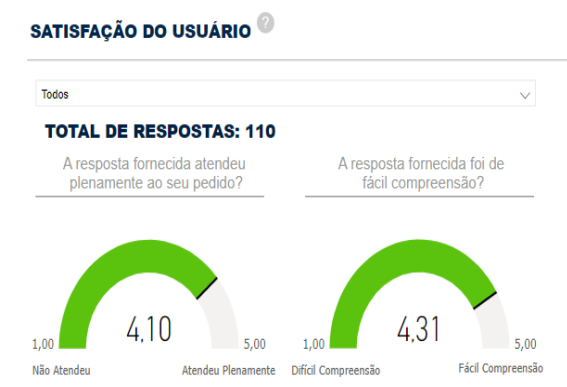 SATISFAÇÃO DO USUÁRIO ?
Todos
TOTAL DE RESPOSTAS: 110
A resposta fornecida atendeu
plenamente ao seu pedido?
4,10
1,00
5,00
Não Atendeu
Atendeu Plenamente
A resposta fornecida foi de
fácil compreensão?
4,31
1,00
5,00
Difícil Compreensão
Fácil Compreensão